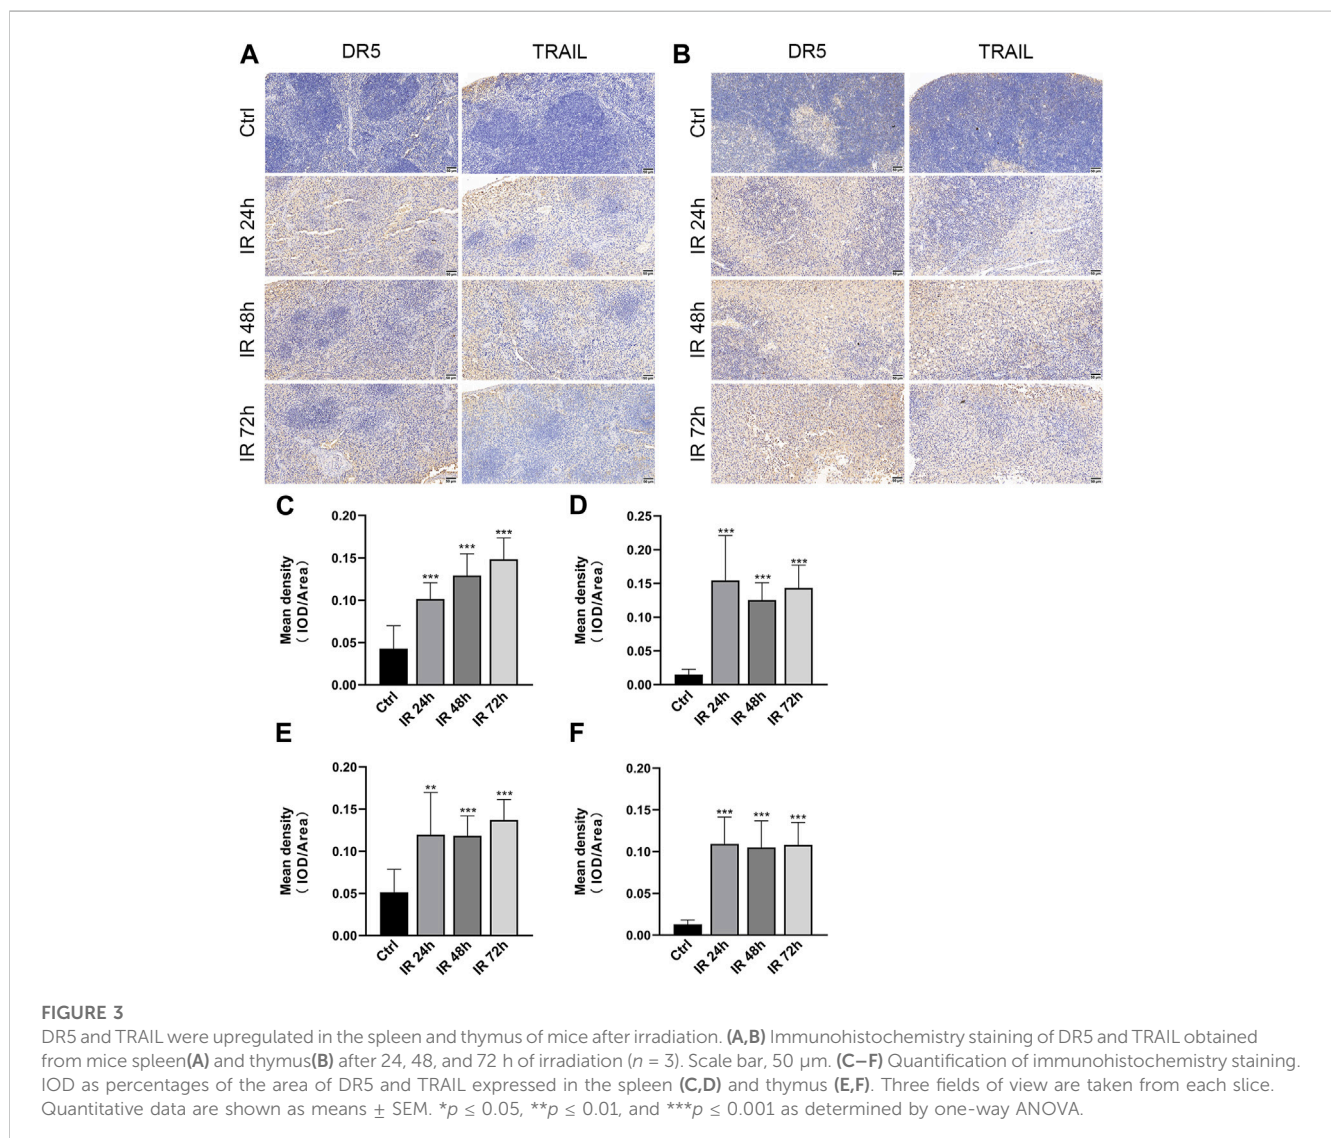 A
DR5
TRAIL
B
DR5
TRAIL
Ctrl
IR 24h
IR 48h
IR 72h
Ctrl
IR 24h
IR 48h
IR 72h
C
Mean density
( IOD/Area)
0.20
0.15
0.10
0.05
0.00
***
***
***
Ctrl
IR 24h
IR 48h
IR 72h
D
Mean density
( IOD/Area)
0.25
0.20
0.15
0.10
0.05
0.00
***
***
***
Ctrl
IR 24h
IR 48h
IR 72h
E
Mean density
( IOD/Area)
0.20
0.15
0.10
0.05
0.00
**
***
***
Ctrl
IR 24h
IR 48h
IR 72h
F
Mean density
( IOD/Area)
0.20
0.15
0.10
0.05
0.00
***
***
***
Ctrl
IR 24h
IR 48h
IR 72h
FIGURE 3
DR5 and TRAIL were upregulated in the spleen and thymus of mice after irradiation. (A,B) Immunohistochemistry staining of DR5 and TRAIL obtained
from mice spleen(A) and thymus(B) after 24, 48, and 72 h of irradiation (n = 3). Scale bar, 50 µm. (C–F) Quantification of immunohistochemistry staining.
IOD as percentages of the area of DR5 and TRAIL expressed in the spleen (C,D) and thymus (E,F). Three fields of view are taken from each slice.
Quantitative data are shown as means ± SEM. *p ≤ 0.05, **p ≤ 0.01, and ***p ≤ 0.001 as determined by one-way ANOVA.